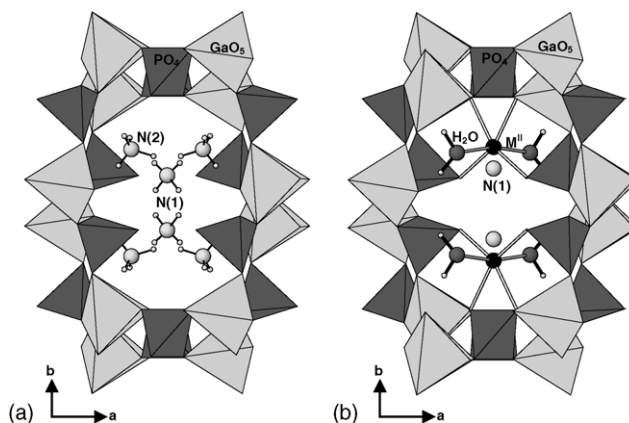 PO₄
GaO₅
N(2)
N(1)
b
a
(a)
PO₄
GaO₅
H₂O
Mᴵᴵ
N(1)
b
a
(b)